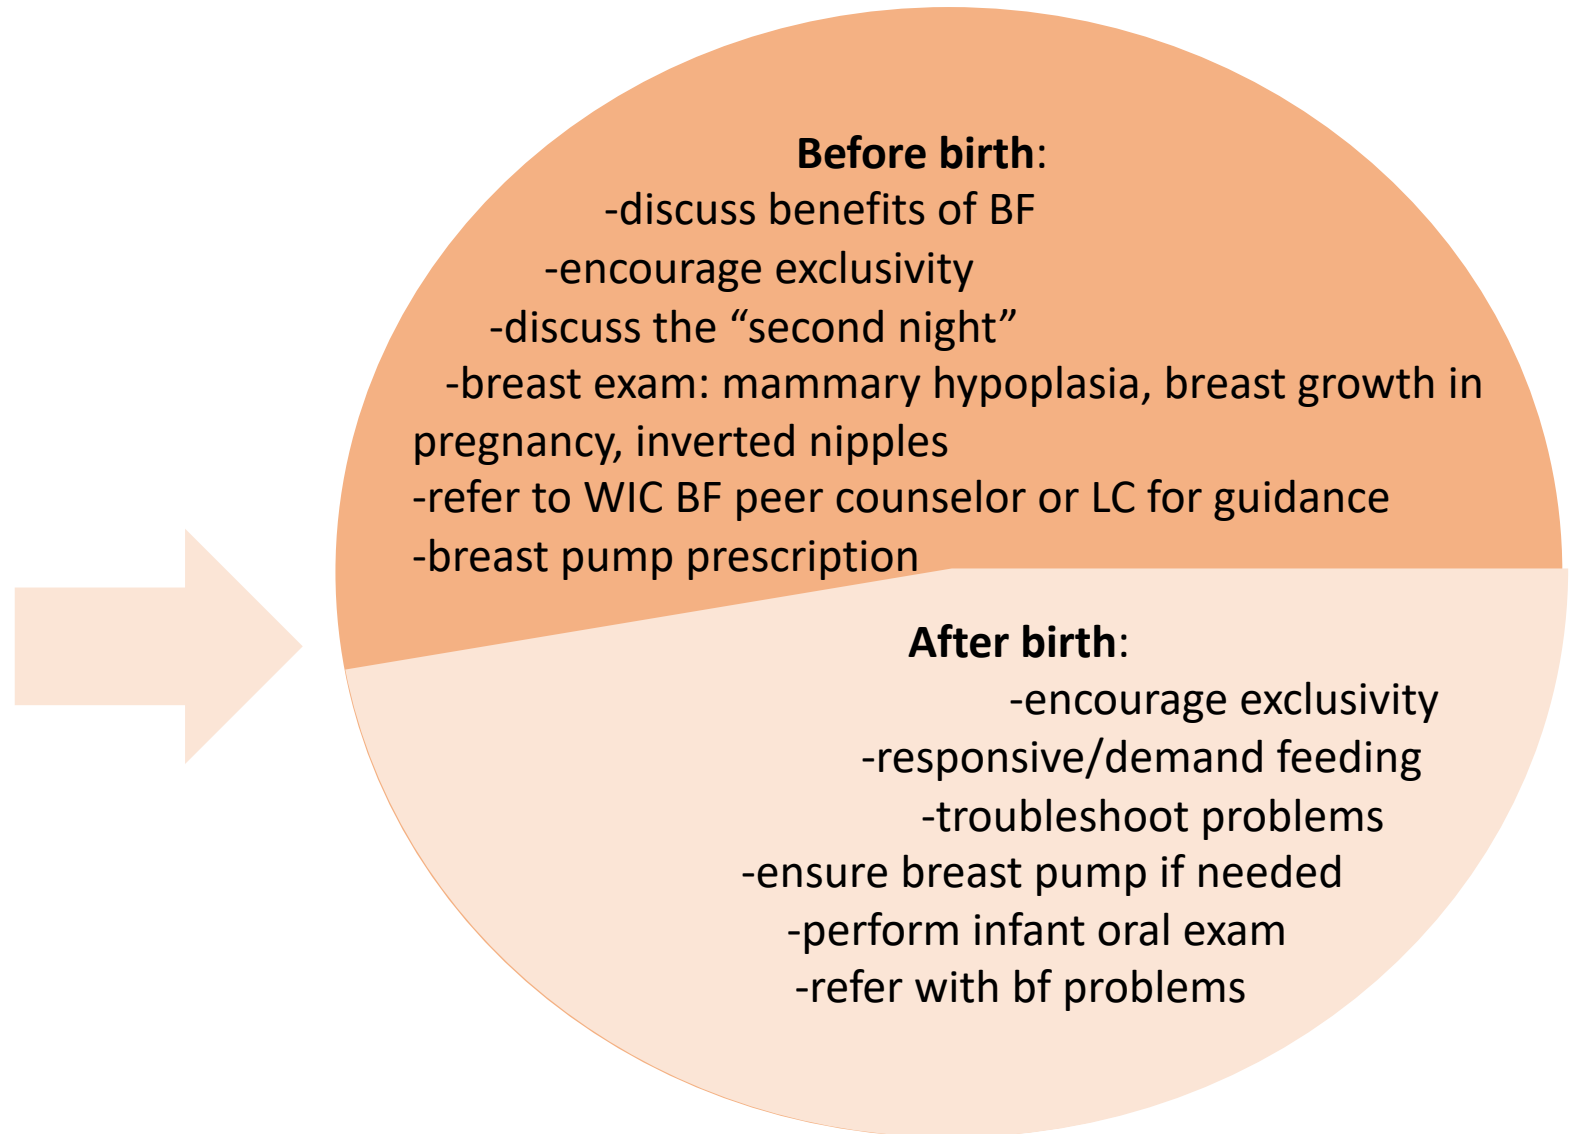 Before birth:
-discuss benefits of BF
-encourage exclusivity
-discuss the “second night”
-breast exam: mammary hypoplasia, breast growth in
pregnancy, inverted nipples
-refer to WIC BF peer counselor or LC for guidance
-breast pump prescription
After birth:
-encourage exclusivity
-responsive/demand feeding
-troubleshoot problems
-ensure breast pump if needed
-perform infant oral exam
-refer with bf problems